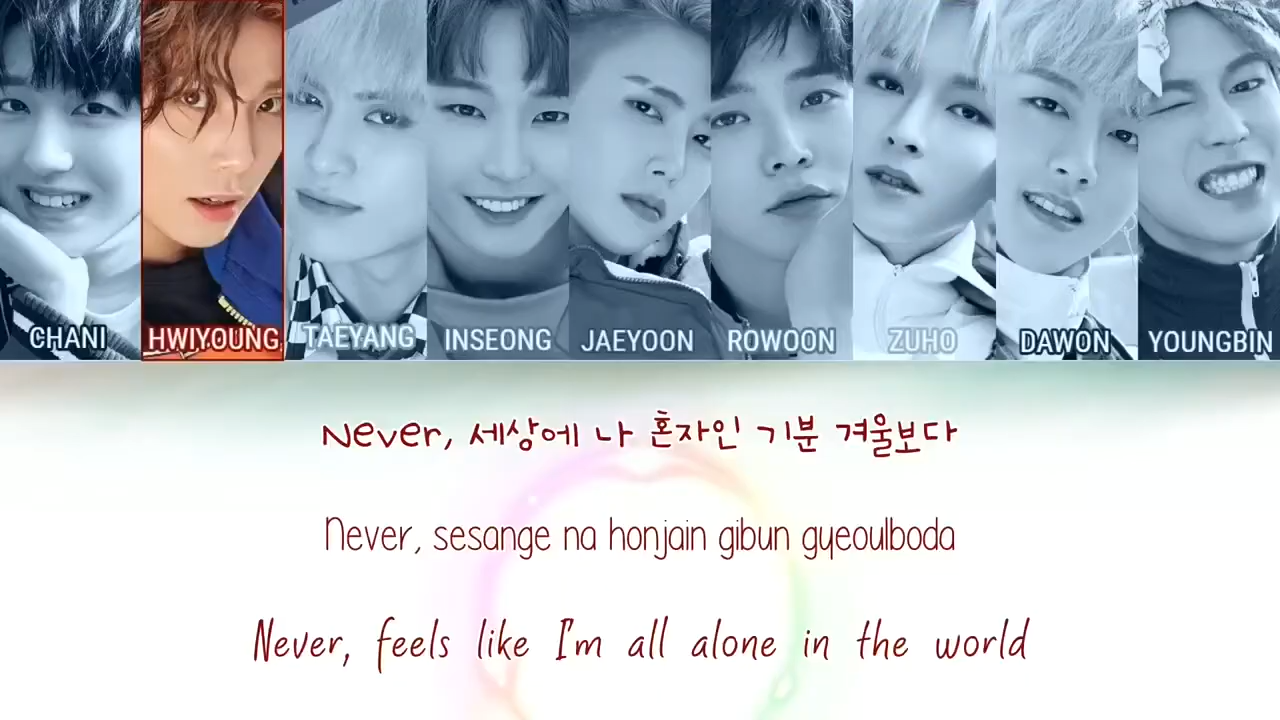 CHANI HWIYOUNG TAEYANG INSEONG JAEYOON ROWOON ZUHO DAWON YOUNGBIN
Never, 세상에 나 혼자인 기분 겨울보다
Never, sesange na honjain gibun gyeoulboda
Never, feels like I'm all alone in the world